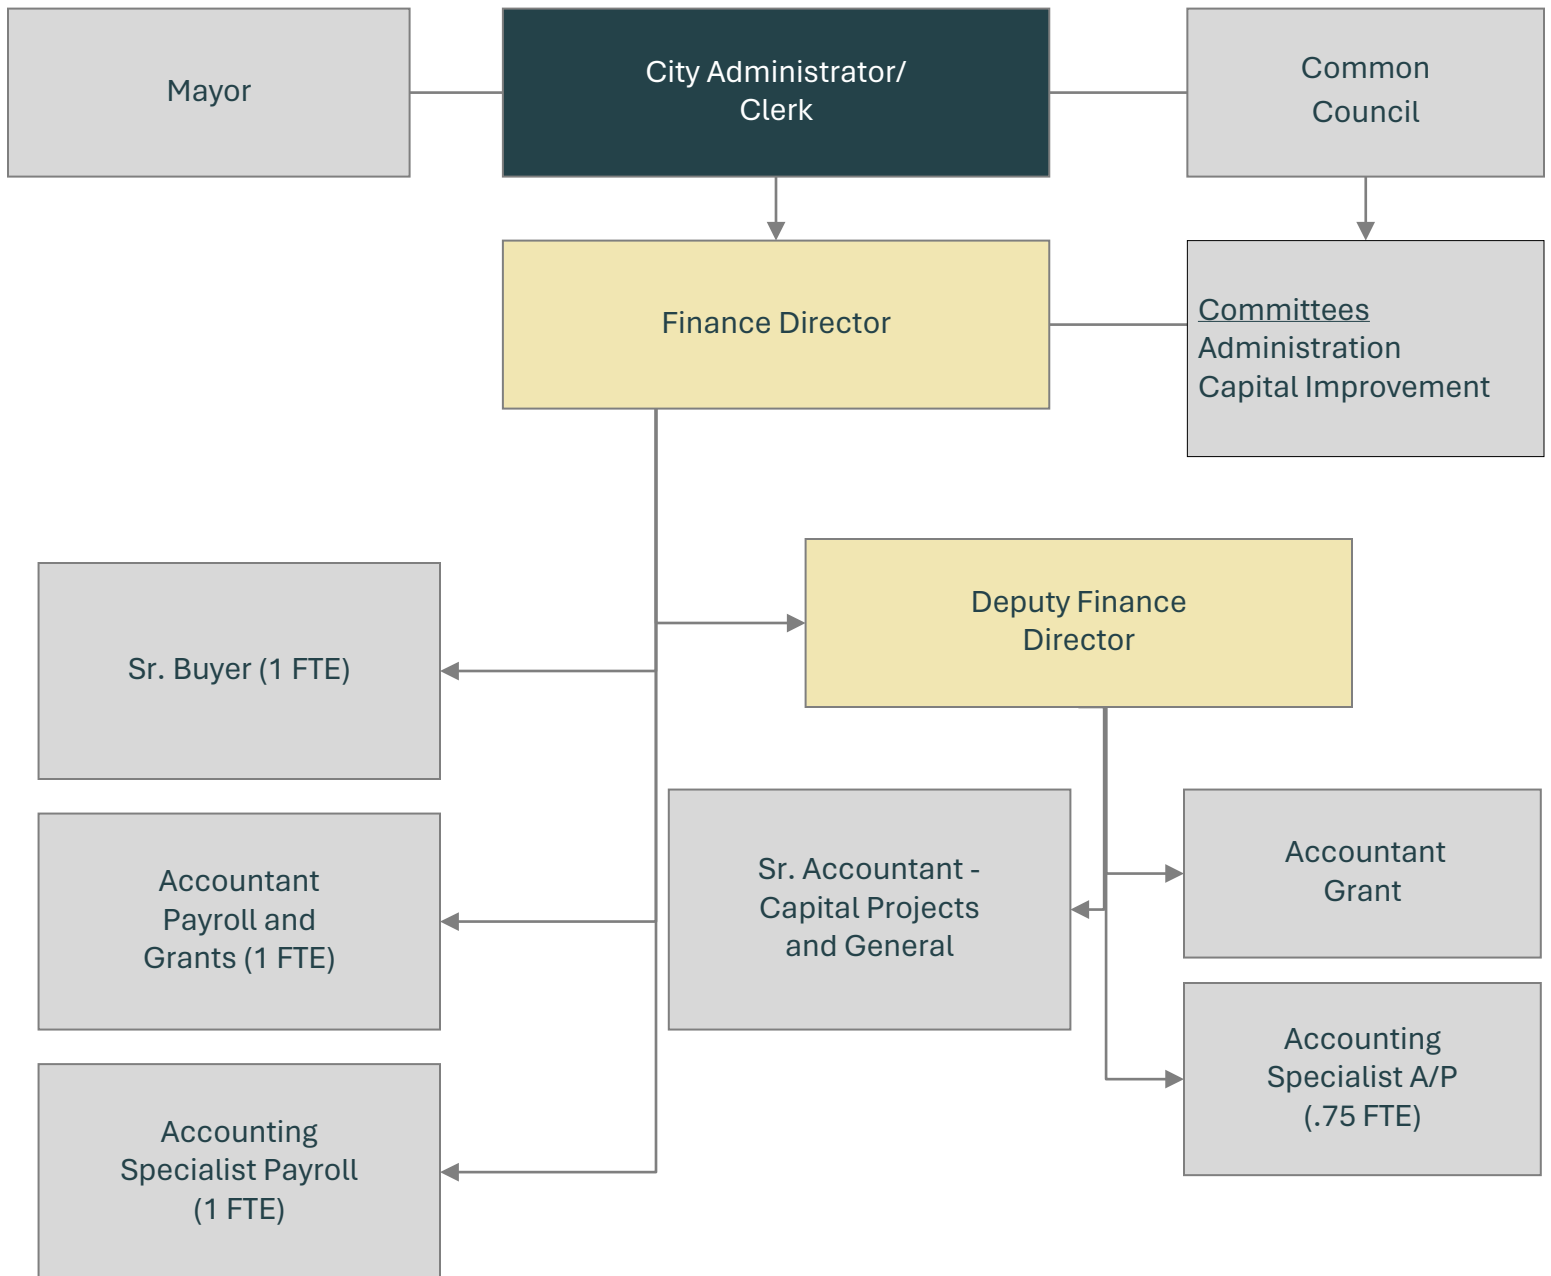 Mayor
City Administrator/
Clerk
Common
Council
Finance Director
Committees
Administration
Capital Improvement
Deputy Finance
Director
Sr. Buyer (1 FTE)
Accountant
Payroll and
Grants (1 FTE)
Sr. Accountant -
Capital Projects
and General
Accountant
Grant
Accounting
Specialist A/P
(.75 FTE)
Accounting
Specialist Payroll
(1 FTE)